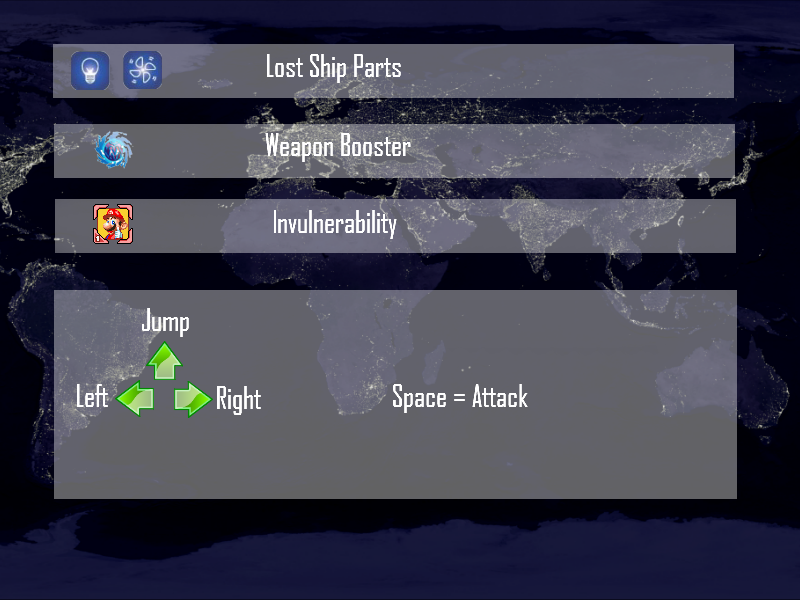 Lost Ship Parts
Weapon Booster
Invulnerability
Jump
Left Right
Space = Attack